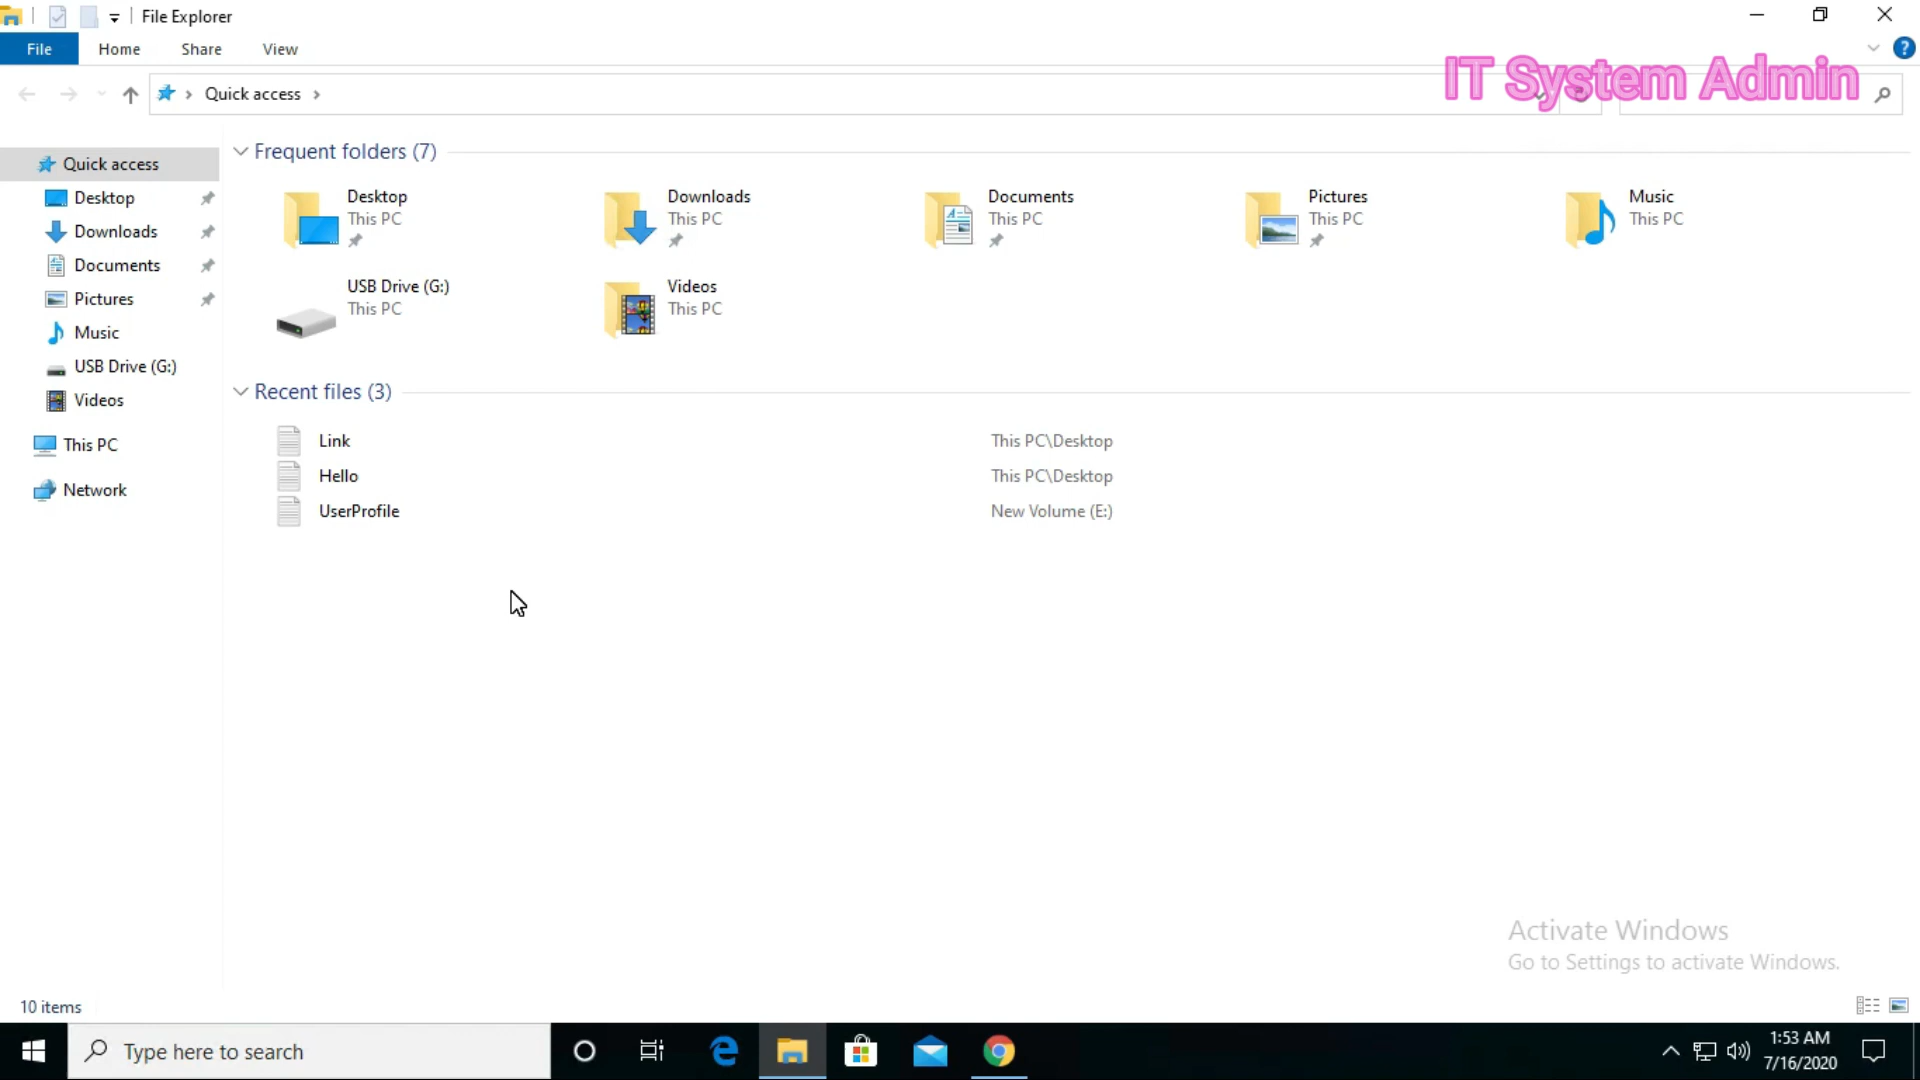 File Explorer
File Home Share View
IT System Admin
Quick access
Quick access
Desktop
Downloads
Documents
Pictures
Music
USB Drive (G:)
Videos
This PC
Network
Frequent folders (7)
Desktop
This PC
Downloads
This PC
Documents
This PC
Pictures
This PC
Music
This PC
USB Drive (G:)
This PC
Videos
This PC
Recent files (3)
Link This PC\Desktop
Hello This PC\Desktop
UserProfile New Volume (E:)
Activate Windows
Go to Settings to activate Windows.
10 items
Type here to search
1:53 AM
7/16/2020